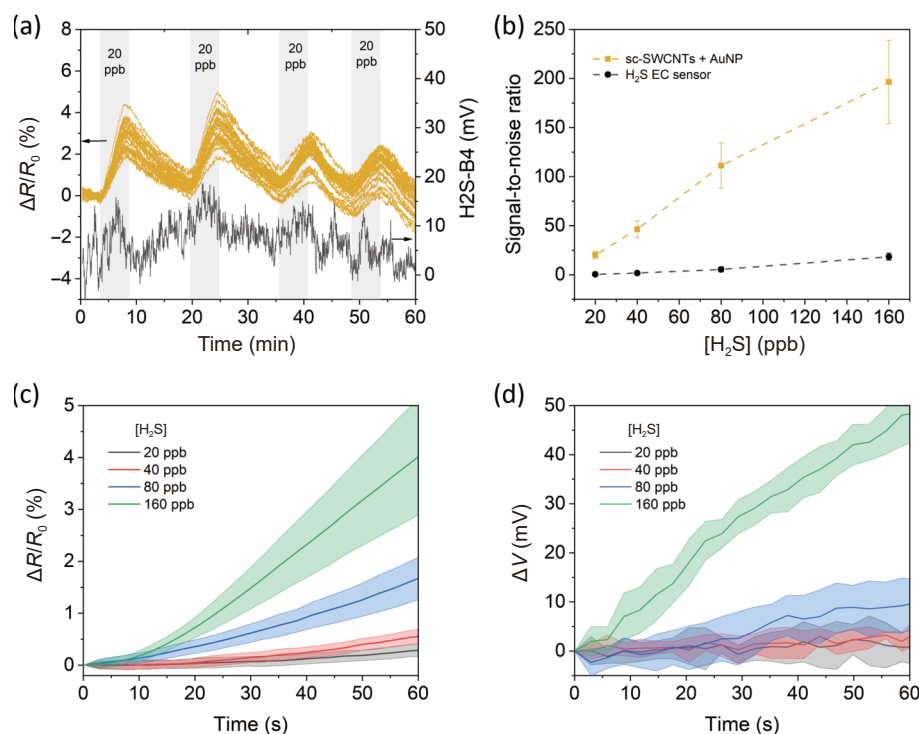 (a)
8
6
4
2
0
−2
−4
ΔR/R₀ (%)
20
ppb
20
ppb
20
ppb
20
ppb
50
40
30
20
10
0
H2S-B4 (mV)
0
10
20
30
40
50
60
Time (min)
(b)
250
200
150
100
50
0
Signal-to-noise ratio
sc-SWCNTs + AuNP
H₂S EC sensor
20
40
60
80
100
120
140
160
[H₂S] (ppb)
(c)
5
4
3
2
1
0
ΔR/R₀ (%)
[H₂S]
20 ppb
40 ppb
80 ppb
160 ppb
0
10
20
30
40
50
60
Time (s)
(d)
50
40
30
20
10
0
ΔV (mV)
[H₂S]
20 ppb
40 ppb
80 ppb
160 ppb
0
10
20
30
40
50
60
Time (s)